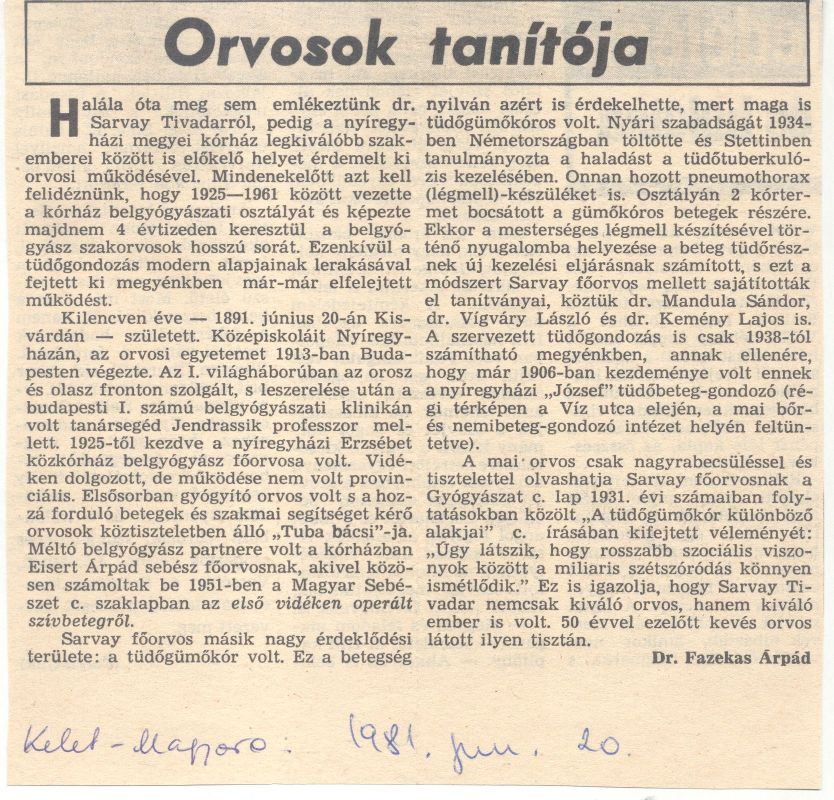 Orvosok tanítója
Halála óta meg sem emlékeztünk dr.
Sarvay Tivadarról, pedig a nyíregy-
házi megyei kórház legkiválóbb szak-
emberei között is előkelő helyet érdemelt ki
orvosi működésével. Mindenekelőtt azt kell
felidéznünk, hogy 1925—1961 között vezette
a kórház belgyógyászati osztályát és képezte
majdnem 4 évtizeden keresztül a belgyó-
gyász szakorvosok hosszú sorát. Ezenkívül a
tüdőgondozás modern alapjainak lerakásával
fejtett ki megyénkben már-már elfelejtett
működést.
Kilencven éve — 1891. június 20-án Kis-
várdán — született. Középiskoláit Nyíregy-
házán, az orvosi egyetemet 1913-ban Buda-
pesten végezte. Az I. világháborúban az orosz
és olasz fronton szolgált, s leszerelése után a
budapesti I. számú belgyógyászati klinikán
volt tanársegéd Jendrassik professzor mel-
lett. 1925-től kezdve a nyíregyházi Erzsébet
közkórház belgyógyász főorvosa volt. Vidé-
ken dolgozott, de működése nem volt provin-
ciális. Elsősorban gyógyító orvos volt s a hoz-
zá forduló betegek és szakmai segítséget kérő
orvosok köztiszteletben álló „Tuba bácsi”-ja.
Méltó belgyógyász partnere volt a kórházban
Eisert Árpád sebész főorvosnak, akivel közö-
sen számoltak be 1951-ben a Magyar Sebé-
szet c. szaklapban az első vidéken operált
szívbetegről.
Sarvay főorvos másik nagy érdeklődési
területe: a tüdőgümőkór volt. Ez a betegség
nyilván azért is érdekelhette, mert maga is
tüdőgümőkóros volt. Nyári szabadságát 1934-
ben Németországban töltötte és Stettinben
tanulmányozta a haladást a tüdőtuberkuló-
zis kezelésében. Onnan hozott pneumothorax
(légmell)-készüléket is. Osztályán 2 kórter-
met bocsátott a gümőkóros betegek részére.
Ekkor a mesterséges légmell készítésével tör-
ténő nyugalomba helyezése a beteg tüdőrész-
nek új kezelési eljárásnak számított, s ezt a
módszert Sarvay főorvos mellett sajátították
el tanítványai, köztük dr. Mandula Sándor,
dr. Vígváry László és dr. Kemény Lajos is.
A szervezett tüdőgondozás is csak 1938-tól
számítható megyénkben, annak ellenére,
hogy már 1906-ban kezdeménye volt ennek
a nyíregyházi „József” tüdőbeteg-gondozó (ré-
gi térképen a Víz utca elején, a mai bőr-
és nemibeteg-gondozó intézet helyén feltün-
tetve).
A mai orvos csak nagyrabecsüléssel és
tisztelettel olvashatja Sarvay főorvosnak a
Gyógyászat c. lap 1931. évi számaiban foly-
tatásokban közölt „A tüdőgümőkór különböző
alakjai” c. írásában kifejtett véleményét:
„Úgy látszik, hogy rosszabb szociális viszo-
nyok között a miliaris szétszóródás könnyen
ismétlődik.” Ez is igazolja, hogy Sarvay Ti-
vadar nemcsak kiváló orvos, hanem kiváló
ember is volt. 50 évvel ezelőtt kevés orvos
látott ilyen tisztán.
Dr. Fazekas Árpád
Kelet-Magyaro: 1981. jun. 20.